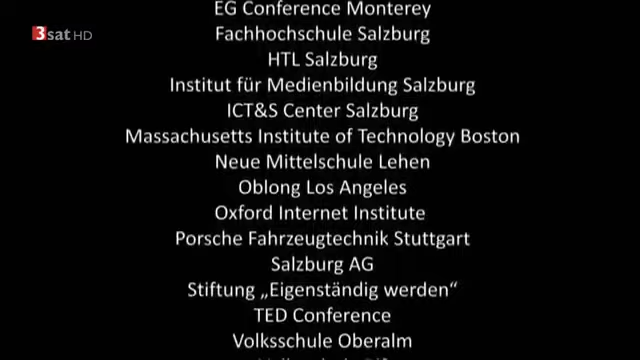 3sat HD
EG Conference Monterey
Fachhochschule Salzburg
HTL Salzburg
Institut für Medienbildung Salzburg
ICT&S Center Salzburg
Massachusetts Institute of Technology Boston
Neue Mittelschule Lehen
Oblong Los Angeles
Oxford Internet Institute
Porsche Fahrzeugtechnik Stuttgart
Salzburg AG
Stiftung „Eigenständig werden“
TED Conference
Volksschule Oberalm